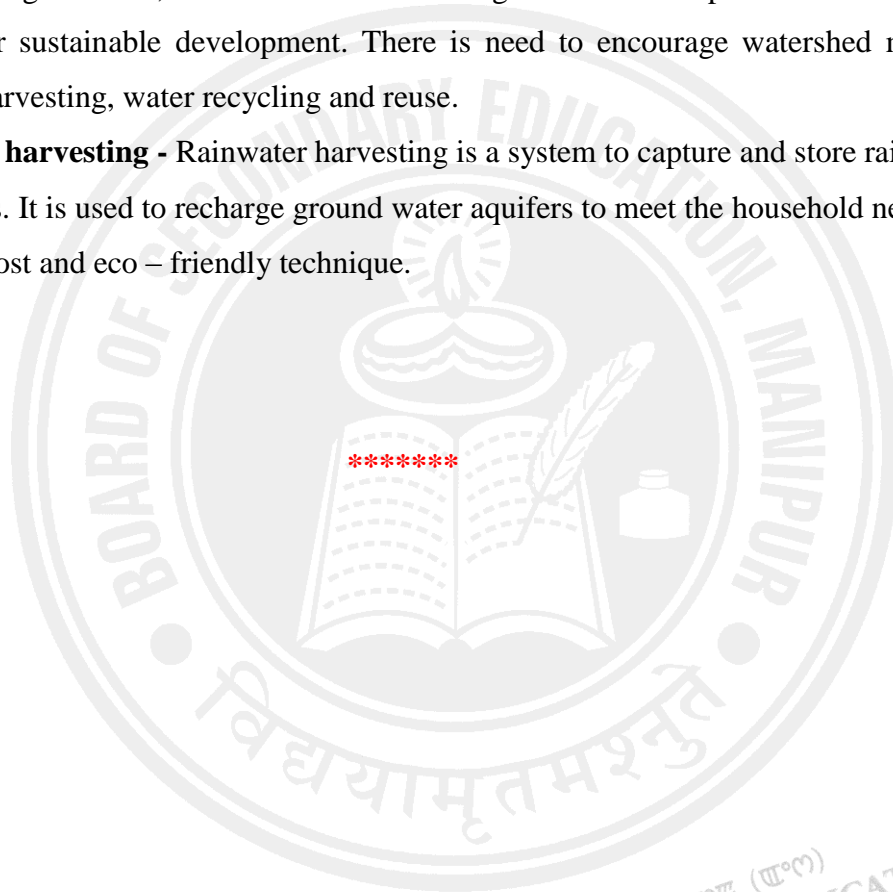 r sustainable development. There is need to encourage watershed
arvesting, water recycling and reuse.
harvesting - Rainwater harvesting is a system to capture and store
s. It is used to recharge ground water aquifers to meet the household
ost and eco – friendly technique.
*******
BOARD OF SECONDARY EDUCATION, MANIPUR
विद्ययामृतमश्नुते